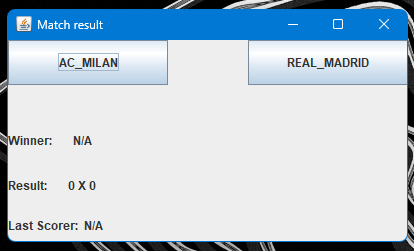 Match result
AC_MILAN REAL_MADRID
Winner: N/A
Result: 0 X 0
Last Scorer: N/A